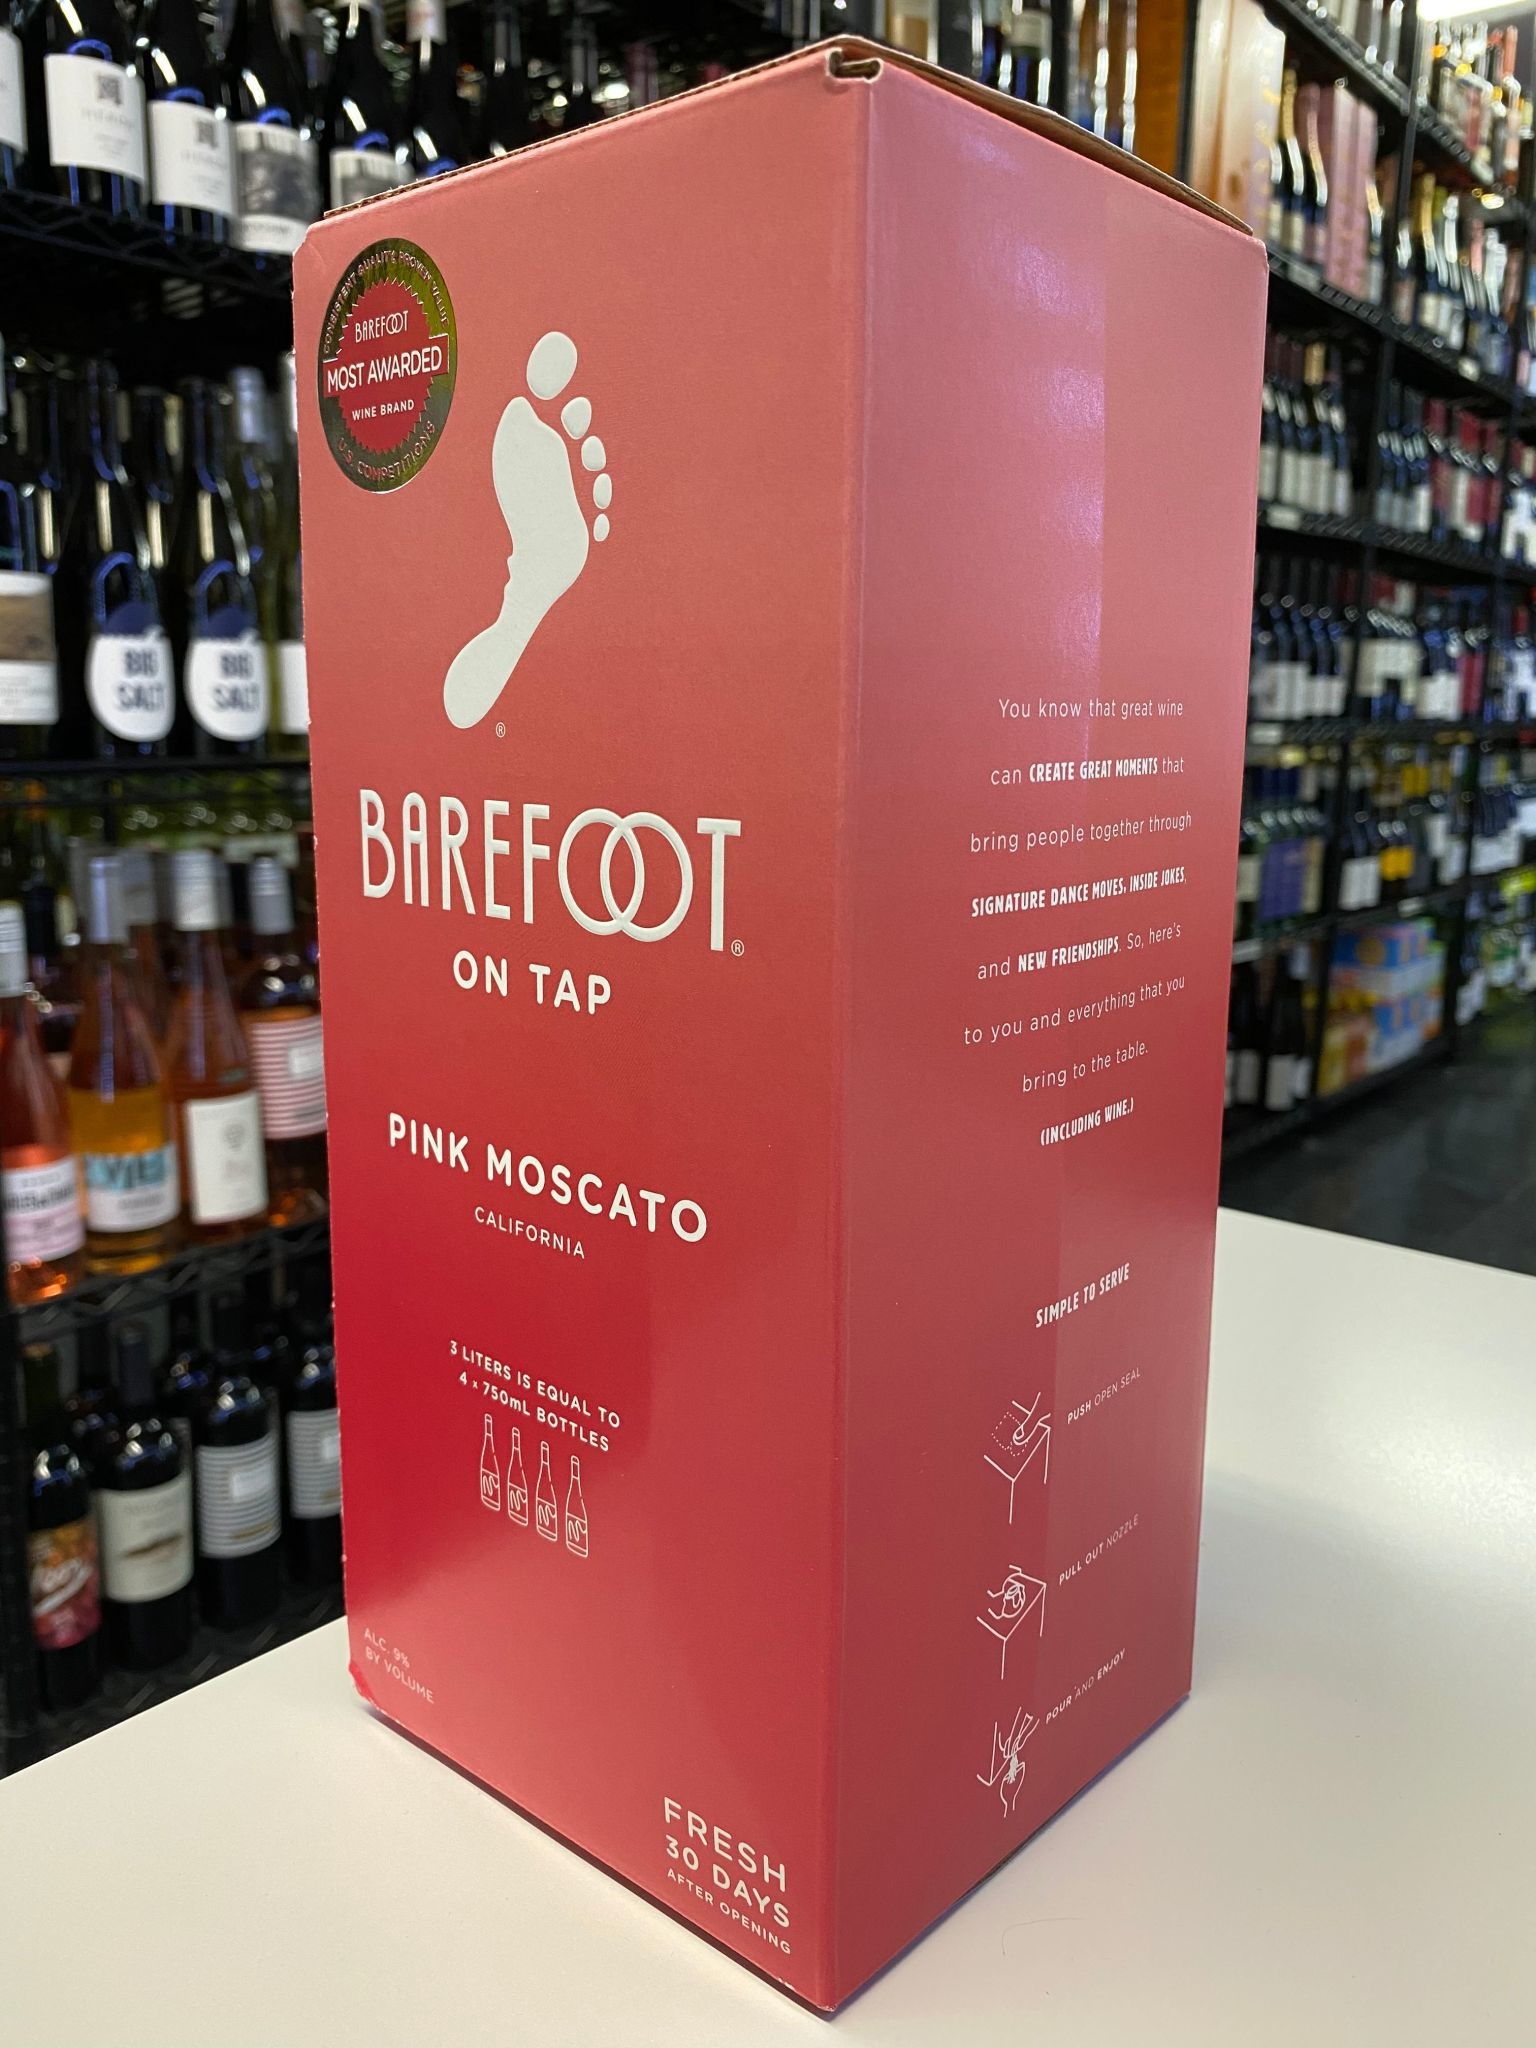 CONSISTENT QUALITY, PROVEN VALUE
BAREFOOT
MOST AWARDED
WINE BRAND
U.S. COMPETITIONS
®
BAREFOOT®
ON TAP
PINK MOSCATO
CALIFORNIA
3 LITERS IS EQUAL TO
4 x 750mL BOTTLES
ALC. 9%
BY VOLUME
FRESH
30 DAYS
AFTER OPENING
You know that great wine
can CREATE GREAT MOMENTS that
bring people together through
SIGNATURE DANCE MOVES, INSIDE JOKES,
and NEW FRIENDSHIPS. So, here's
to you and everything that you
bring to the table.
(INCLUDING WINE.)
SIMPLE TO SERVE
PUSH OPEN SEAL
PULL OUT NOZZLE
POUR AND ENJOY
BIG
SALT
BIG
SALT